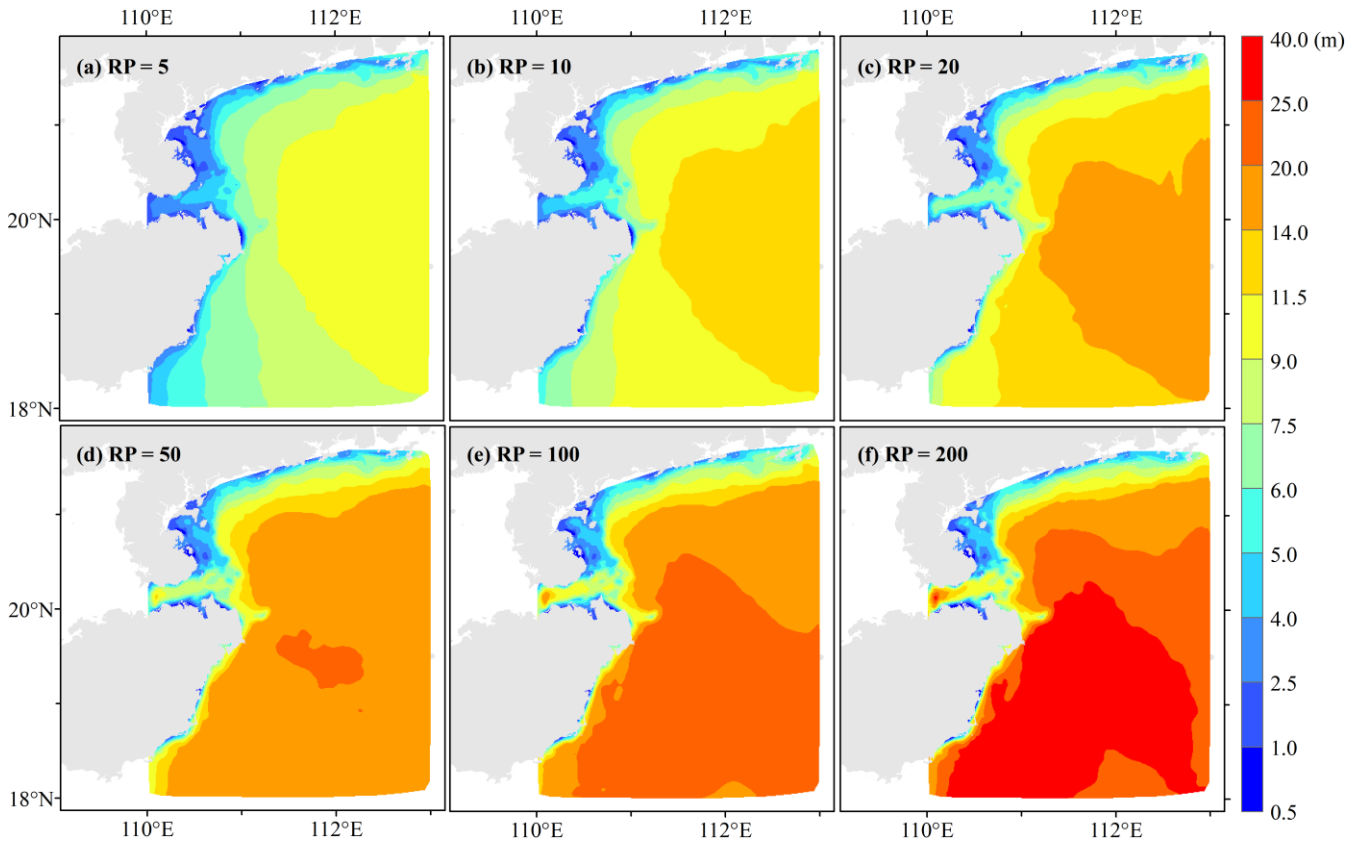 110°E 112°E 110°E 112°E 110°E 112°E
(a) RP = 5
(b) RP = 10
(c) RP = 20
20°N
18°N
(d) RP = 50
(e) RP = 100
(f) RP = 200
20°N
18°N
110°E 112°E 110°E 112°E 110°E 112°E
40.0 (m)
25.0
20.0
14.0
11.5
9.0
7.5
6.0
5.0
4.0
2.5
1.0
0.5